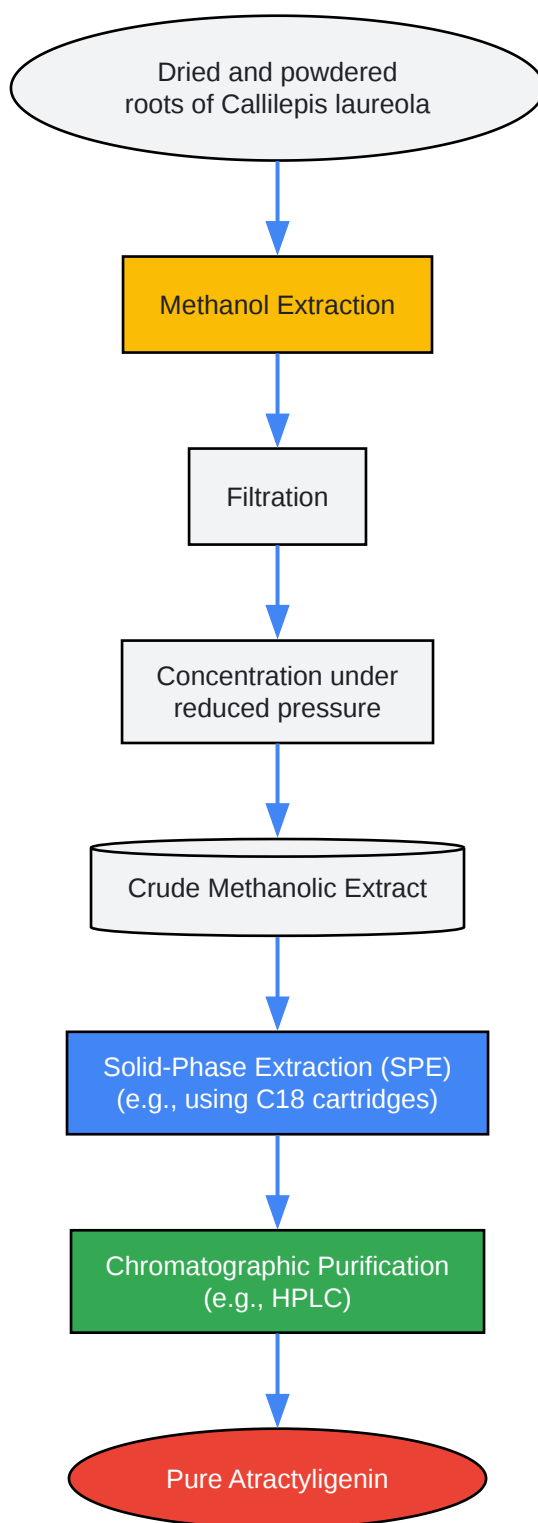 Dried and powdered
roots of Callilepis laureola
Methanol Extraction
Filtration
Concentration under
reduced pressure
Crude Methanolic Extract
Solid-Phase Extraction (SPE)
(e.g., using C18 cartridges)
Chromatographic Purification
(e.g., HPLC)
Pure Atractyligenin